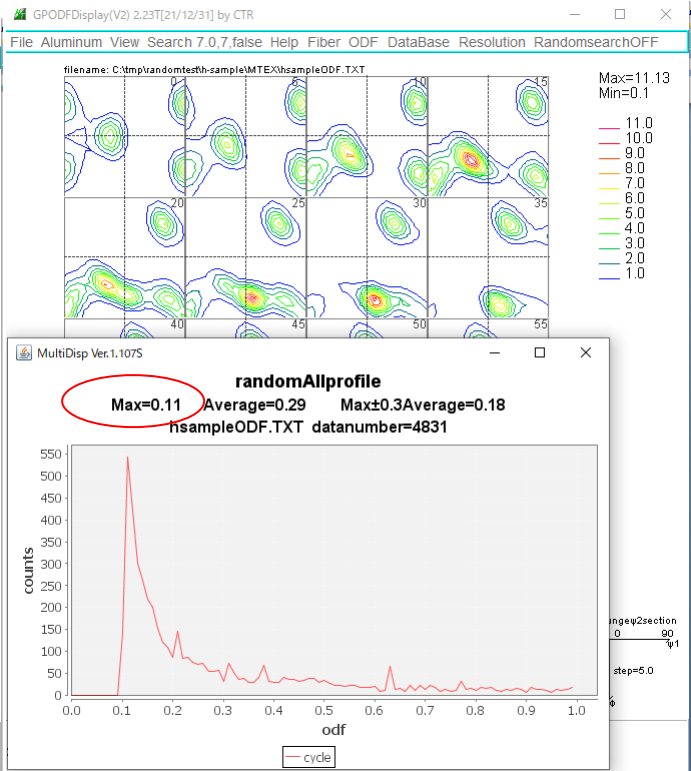 GPODFDisplay(V2) 2.23T[21/12/31] by CTR
File Aluminum View Search 7.0,7,false Help Fiber ODF DataBase Resolution RandomsearchOFF
filename: C:\tmp\randomtest\h-sample\MTEX\hsampleODF.TXT
Max=11.13
Min=0.1
0 5 10 15
11.0
10.0
9.0
8.0
7.0
6.0
5.0
4.0
3.0
2.0
1.0
20 25 30 35
40 45 50 55
MultiDisp Ver.1.107S
randomAllprofile
Max=0.11 Average=0.29 Max±0.3Average=0.18
hsampleODF.TXT datanumber=4831
550
500
450
400
350
300
250
200
150
100
50
0
counts
0.0 0.1 0.2 0.3 0.4 0.5 0.6 0.7 0.8 0.9 1.0
odf
cycle
ungeψ2section
0 90
ψ1
step=5.0